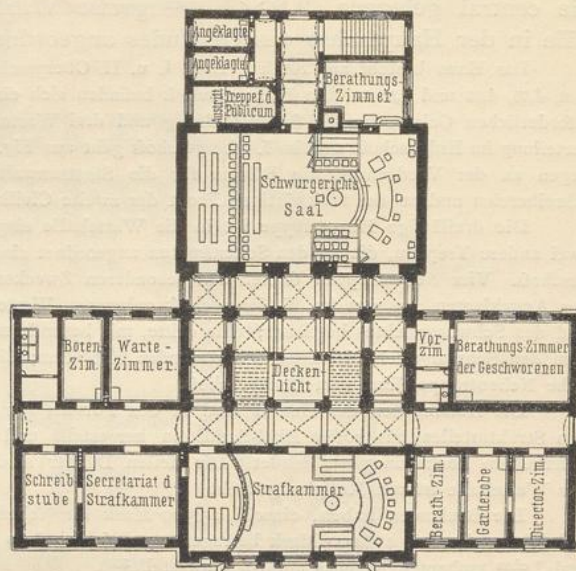 Angeklagte
Angeklagte
Austritt
Treppe f. d.
Publicum
Berathungs-
Zimmer
Schwurgerichts-
Saal
Boten-
Zim.
Warte-
Zimmer.
Decken-
licht
Vor-
zim.
Berathungs-Zimmer
der Geschworenen
Schreib
stube
Secretariat d.
Strafkammer
Strafkammer
Berath.-Zim.
Garderobe
Director-Zim.